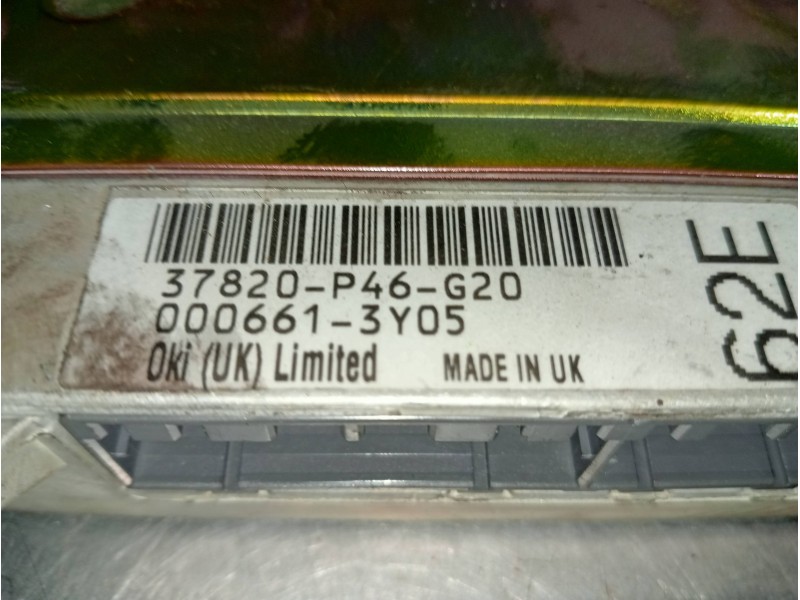 37820-P46-G20
000661-3Y05
Oki (UK) Limited MADE IN UK
62E